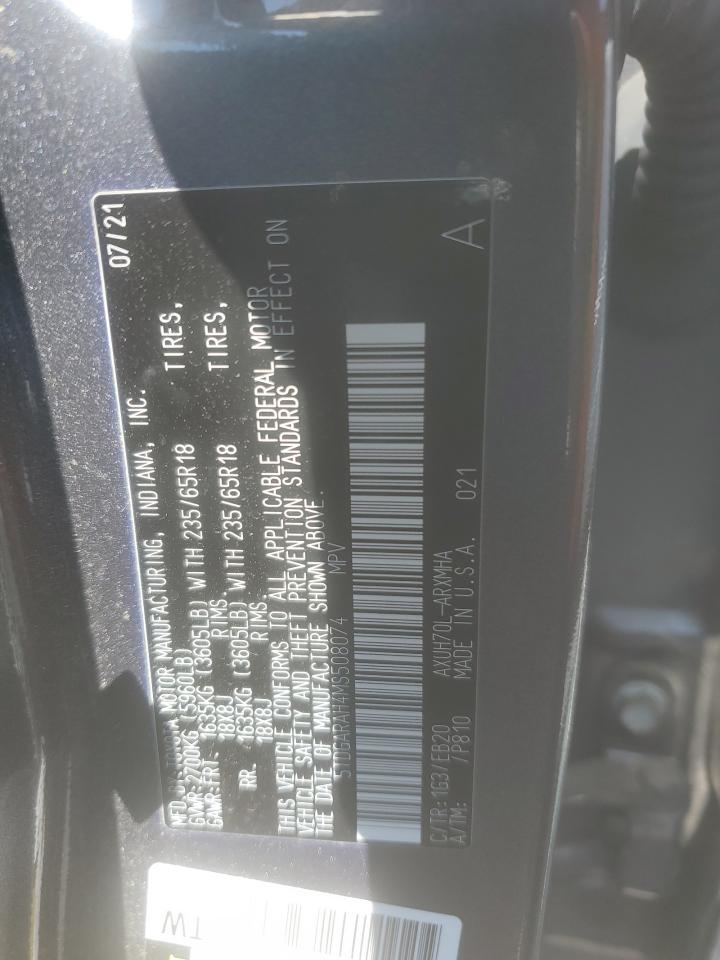 MFD. BY: TOYOTA MOTOR MANUFACTURING, INDIANA, INC. 07/21
GVWR: 2700KG (5960LB)
GAWR: FRT 1635KG (3605LB) WITH 235/65R18 TIRES,
18X8J RIMS
RR. 1635KG (3605LB) WITH 235/65R18 TIRES,
18X8J RIMS
THIS VEHICLE CONFORMS TO ALL APPLICABLE FEDERAL MOTOR
VEHICLE SAFETY AND THEFT PREVENTION STANDARDS IN EFFECT ON
THE DATE OF MANUFACTURE SHOWN ABOVE.
5TDGARAH4MS508074 MPV
C/TR: 1G3/EB20 AXUH70L-ARXMHA 021 A
A/TM: /P810 MADE IN U.S.A.
TW